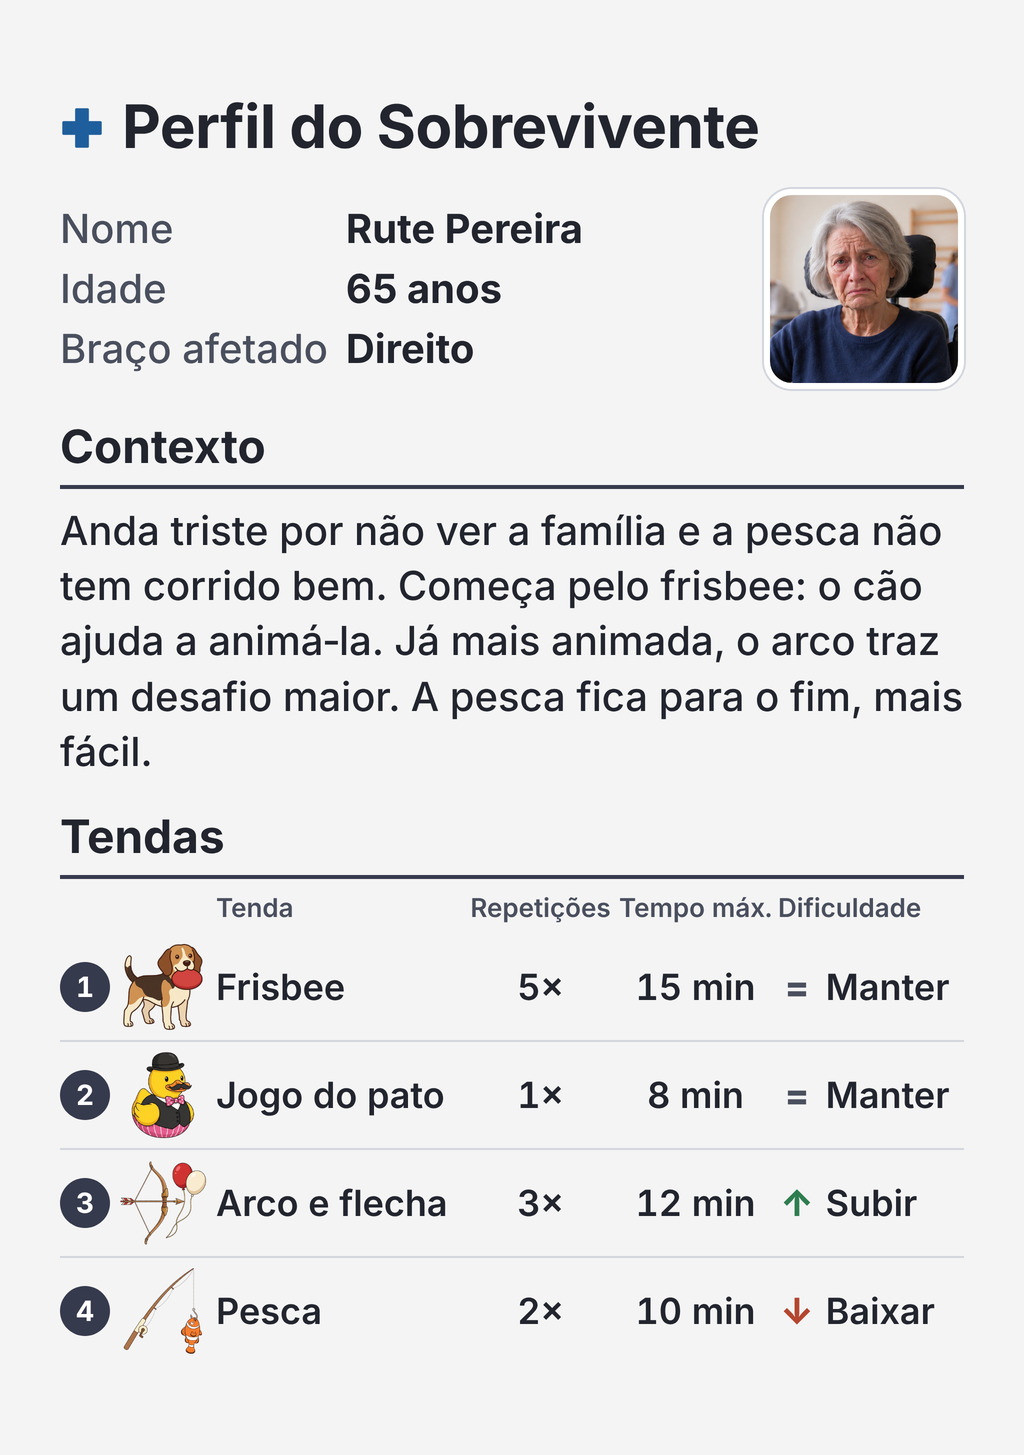 Perfil do Sobrevivente
Nome Rute Pereira
Idade 65 anos
Braço afetado Direito
Contexto
Anda triste por não ver a família e a pesca não
tem corrido bem. Começa pelo frisbee: o cão
ajuda a animá-la. Já mais animada, o arco traz
um desafio maior. A pesca fica para o fim, mais
fácil.
Tendas
Tenda Repetições Tempo máx. Dificuldade
1 Frisbee 5× 15 min = Manter
2 Jogo do pato 1× 8 min = Manter
3 Arco e flecha 3× 12 min ↑ Subir
4 Pesca 2× 10 min ↓ Baixar